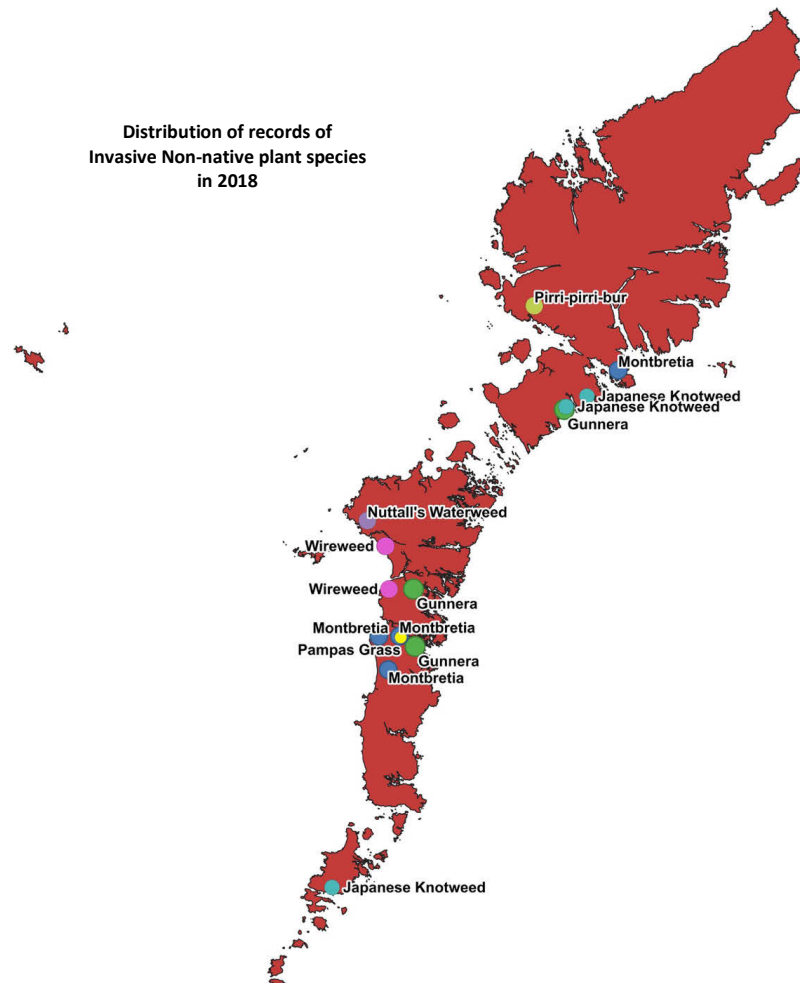 Distribution of records of
Invasive Non-native plant species
in 2018
Pirri-pirri-bur
Montbretia
Japanese Knotweed
Japanese Knotweed
Gunnera
Nuttall's Waterweed
Wireweed
Wireweed
Gunnera
Montbretia
Montbretia
Pampas Grass
Gunnera
Montbretia
Japanese Knotweed